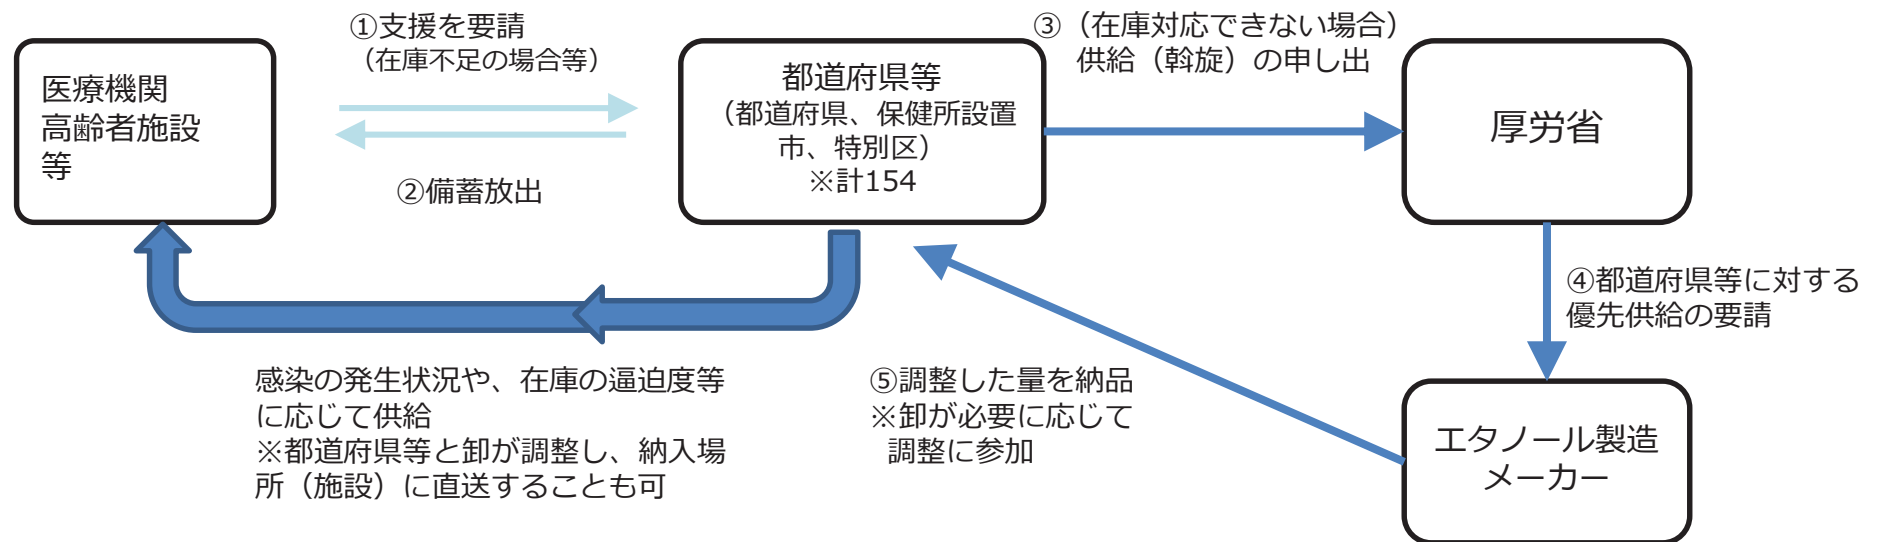 ①支援を要請
（在庫不足の場合等）
③（在庫対応できない場合）
供給（斡旋）の申し出
医療機関
高齢者施設
等
都道府県等
（都道府県、保健所設置
市、特別区）
※計154
厚労省
②備蓄放出
④都道府県等に対する
優先供給の要請
感染の発生状況や、在庫の逼迫度等
に応じて供給
※都道府県等と卸が調整し、納入場
所（施設）に直送することも可
⑤調整した量を納品
※卸が必要に応じて
調整に参加
エタノール製造
メーカー